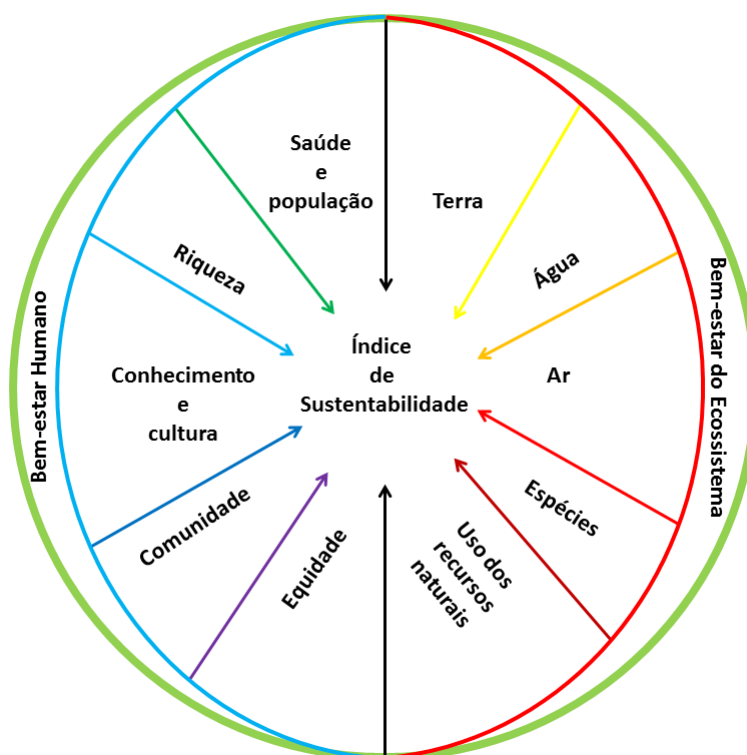 Saúde
e
população
Terra
Riqueza
Água
Bem-estar Humano
Índice
de
Sustentabilidade
Conhecimento
e
cultura
Ar
Bem-estar do Ecossistema
Comunidade
Espécies
Equidade
Uso dos
recursos
naturais